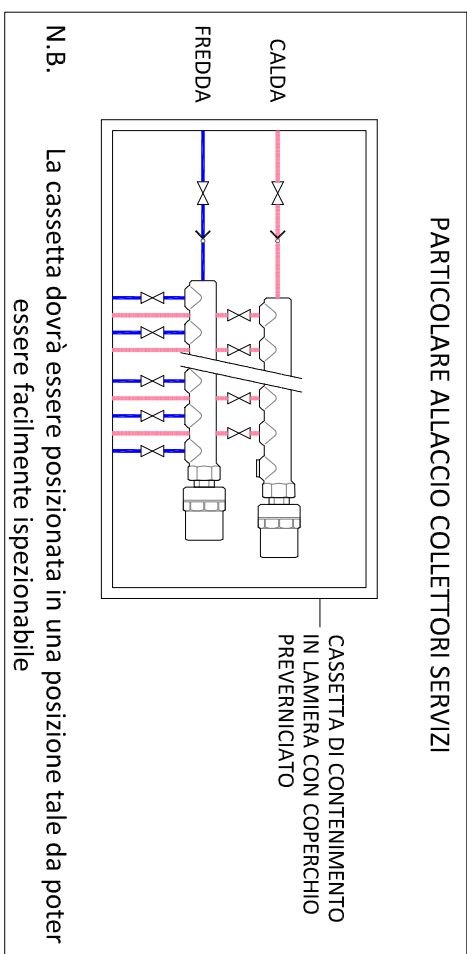 PARTICOLARE ALLACCIO COLLETTORI SERVIZI
CALDA
FREDDA
CASSETTA DI CONTENIMENTO
IN LAMIERA CON COPERCHIO
PREVERNICIATO
N.B. La cassetta dovrà essere posizionata in una posizione tale da poter
essere facilmente ispezionabile